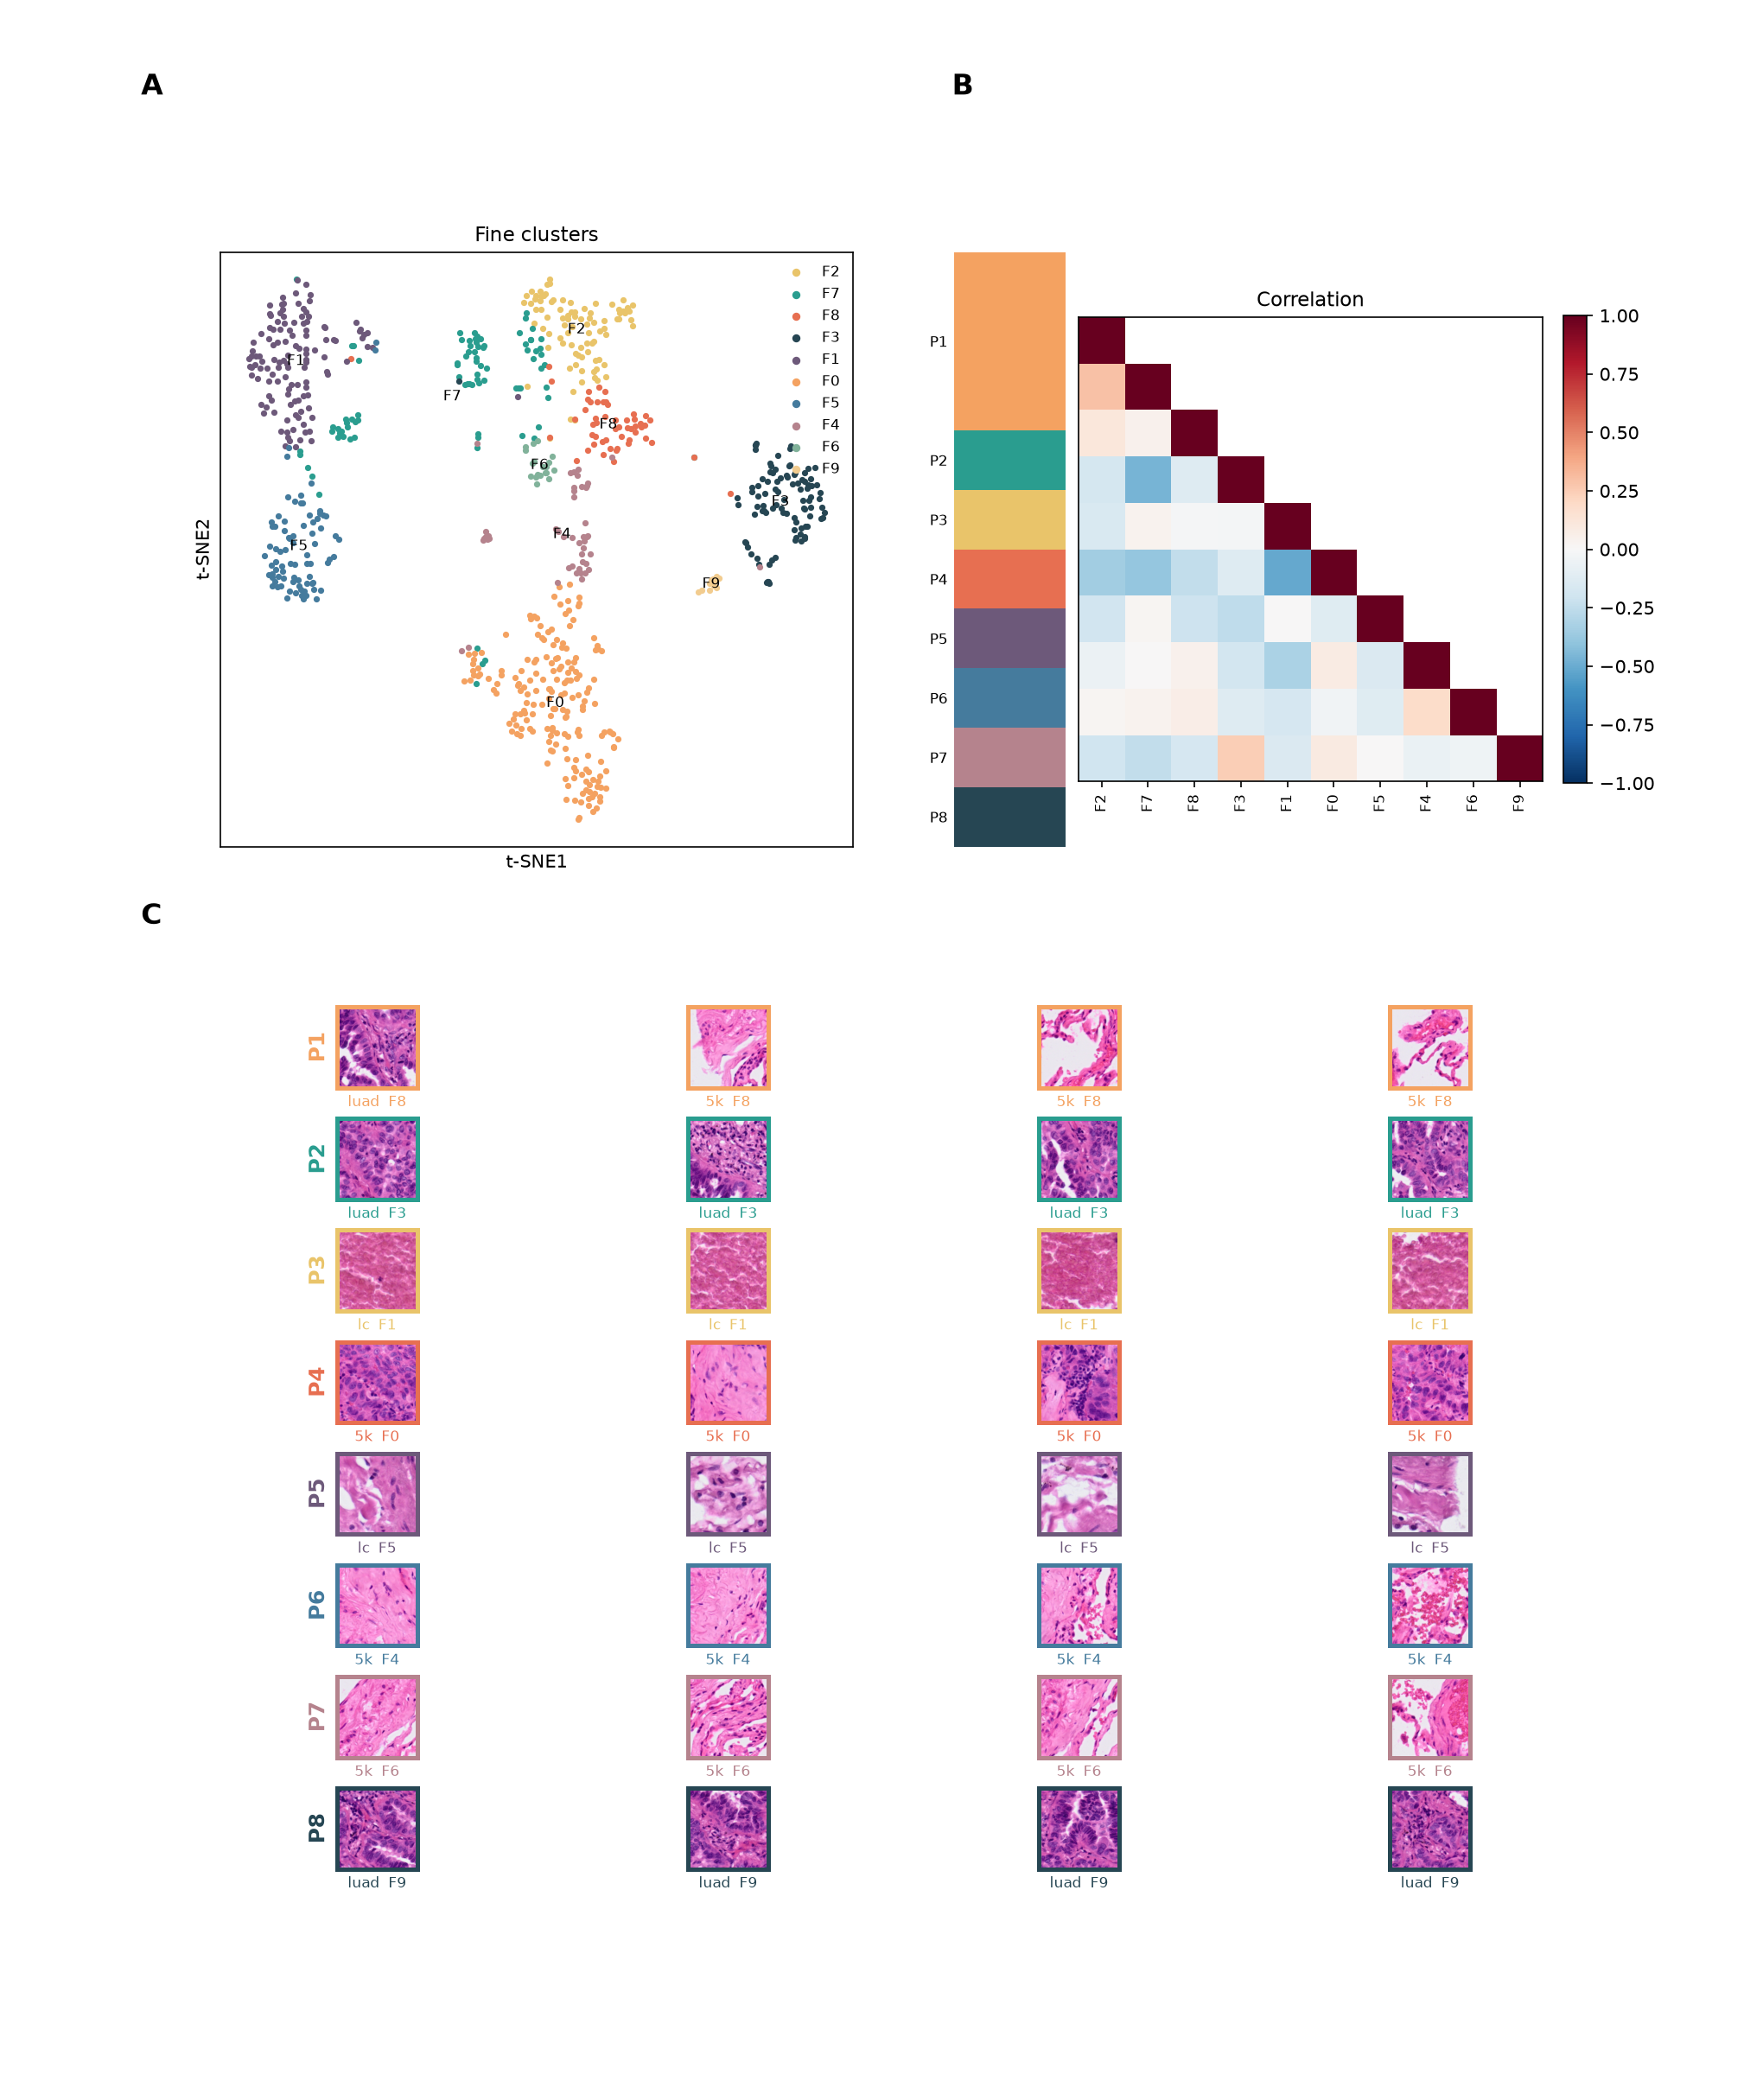 A
B
Fine clusters
F2
F7
F8
F3
F1
F0
F5
F4
F6
F9
F1
F2
F7
F8
F6
F3
F4
F5
F9
F0
t-SNE2
t-SNE1
P1
P2
P3
P4
P5
P6
P7
P8
Correlation
F2
F7
F8
F3
F1
F0
F5
F4
F6
F9
1.00
0.75
0.50
0.25
0.00
−0.25
−0.50
−0.75
−1.00
C
P1
luad F8
5k F8
5k F8
5k F8
P2
luad F3
luad F3
luad F3
luad F3
P3
lc F1
lc F1
lc F1
lc F1
P4
5k F0
5k F0
5k F0
5k F0
P5
lc F5
lc F5
lc F5
lc F5
P6
5k F4
5k F4
5k F4
5k F4
P7
5k F6
5k F6
5k F6
5k F6
P8
luad F9
luad F9
luad F9
luad F9